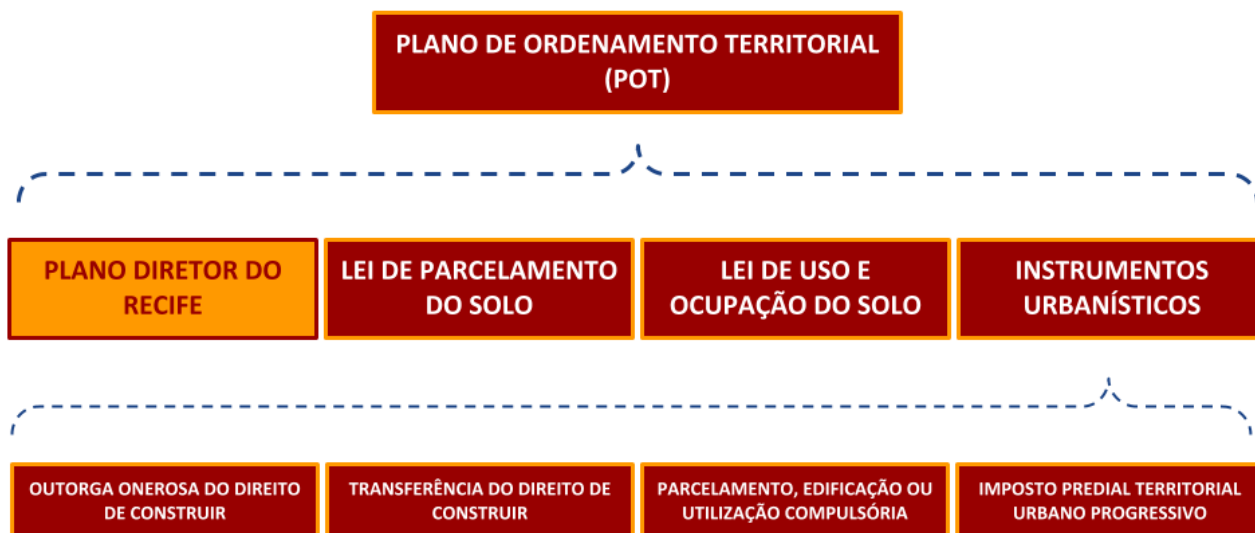 PLANO DE ORDENAMENTO TERRITORIAL
(POT)
PLANO DIRETOR DO
RECIFE
LEI DE PARCELAMENTO
DO SOLO
LEI DE USO E
OCUPAÇÃO DO SOLO
INSTRUMENTOS
URBANÍSTICOS
OUTORGA ONEROSA DO DIREITO
DE CONSTRUIR
TRANSFERÊNCIA DO DIREITO DE
CONSTRUIR
PARCELAMENTO, EDIFICAÇÃO OU
UTILIZAÇÃO COMPULSÓRIA
IMPOSTO PREDIAL TERRITORIAL
URBANO PROGRESSIVO